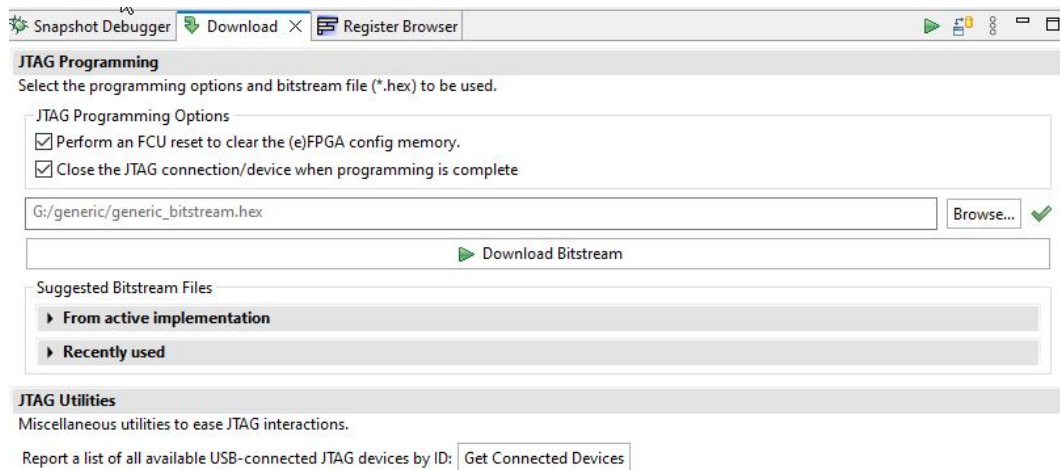 Snapshot Debugger Download Register Browser
JTAG Programming
Select the programming options and bitstream file (*.hex) to be used.
JTAG Programming Options
Perform an FCU reset to clear the (e)FPGA config memory.
Close the JTAG connection/device when programming is complete
G:/generic/generic_bitstream.hex Browse...
Download Bitstream
Suggested Bitstream Files
From active implementation
Recently used
JTAG Utilities
Miscellaneous utilities to ease JTAG interactions.
Report a list of all available USB-connected JTAG devices by ID: Get Connected Devices